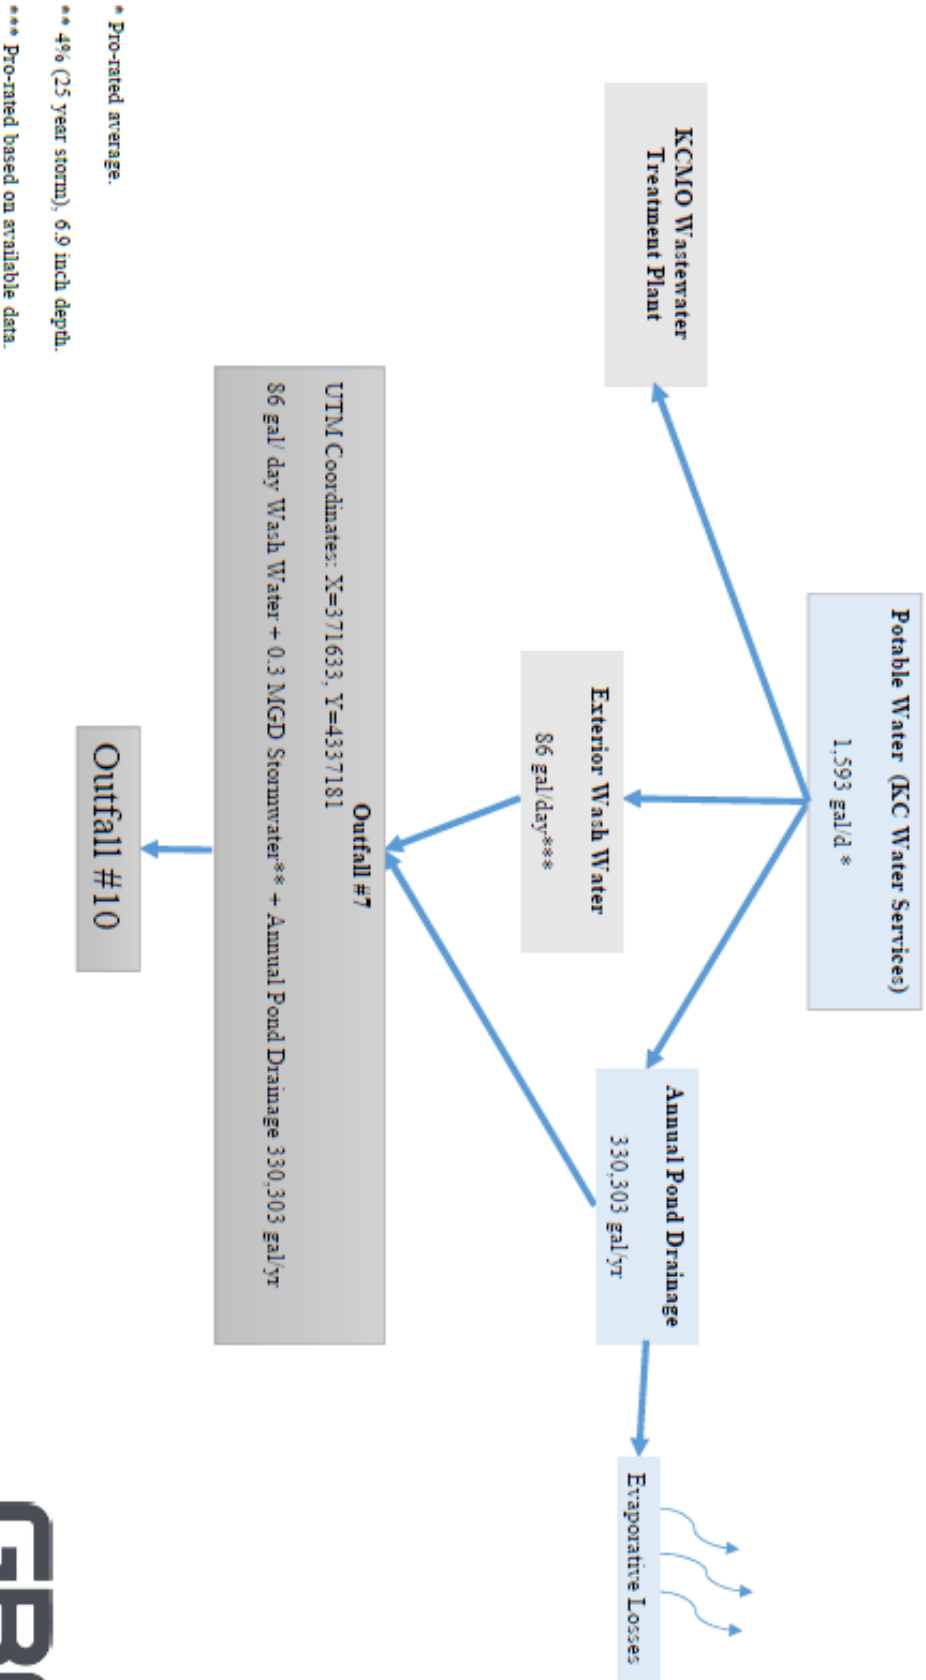 Potable Water (KC Water Services)
1,593 gal/d *
KCMO Wastewater
Treatment Plant
Exterior Wash Water
86 gal/day***
Annual Pond Drainage
330,303 gal/yr
Evaporative Losses
Outfall #7
UTM Coordinates: X=371633, Y=4337181
86 gal/ day Wash Water + 0.3 MGD Stormwater** + Annual Pond Drainage 330,303 gal/yr
Outfall #10
* Pro-rated average.
** 4% (25 year storm), 6.9 inch depth.
*** Pro-rated based on available data.